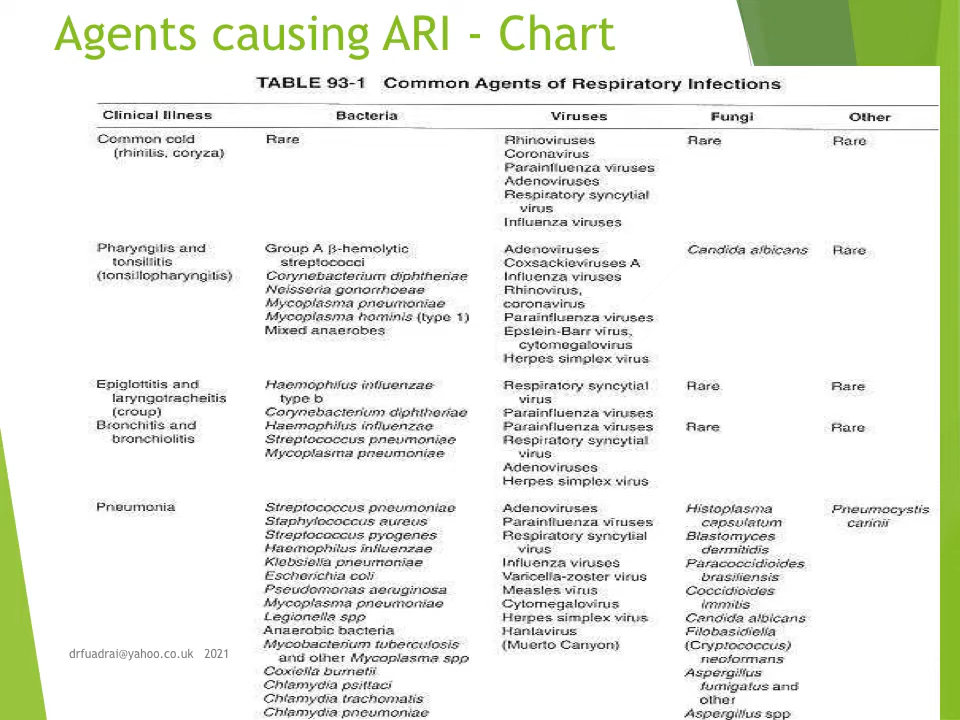 Agents causing ARI - Chart
TABLE 93-1 Common Agents of Respiratory Infections
Clinical Illness Bacteria Viruses Fungi Other
Common cold Rare Rhinoviruses Rare Rare
(rhinitis, coryza) Coronavirus
Parainfluenza viruses
Adenoviruses
Respiratory syncytial
virus
Influenza viruses
Pharyngitis and Group A β-hemolytic Adenoviruses Candida albicans Rare
tonsillitis streptococci Coxsackieviruses A
(tonsillopharyngitis) Corynebacterium diphtheriae Influenza viruses
Neisseria gonorrhoeae Rhinovirus,
Mycoplasma pneumoniae coronavirus
Mycoplasma hominis (type 1) Parainfluenza viruses
Mixed anaerobes Epstein-Barr virus,
cytomegalovirus
Herpes simplex virus
Epiglottitis and Haemophilus influenzae Respiratory syncytial Rare Rare
laryngotracheitis type b virus
(croup) Corynebacterium diphtheriae Parainfluenza viruses
Bronchitis and Haemophilus influenzae Parainfluenza viruses Rare Rare
bronchiolitis Streptococcus pneumoniae Respiratory syncytial
Mycoplasma pneumoniae virus
Adenoviruses
Herpes simplex virus
Pneumonia Streptococcus pneumoniae Adenoviruses Histoplasma Pneumocystis
Staphylococcus aureus Parainfluenza viruses capsulatum carinii
Streptococcus pyogenes Respiratory syncytial Blastomyces
Haemophilus influenzae virus dermitidis
Klebsiella pneumoniae Influenza viruses Paracoccidioides
Escherichia coli Varicella-zoster virus brasiliensis
Pseudomonas aeruginosa Measles virus Coccidioides
Mycoplasma pneumoniae Cytomegalovirus immitis
Legionella spp Herpes simplex virus Candida albicans
Anaerobic bacteria Hantavirus Filobasidiella
Mycobacterium tuberculosis (Muerto Canyon) (Cryptococcus)
drfuadrai@yahoo.co.uk 2021 and other Mycoplasma spp neoformans
Coxiella burnetii Aspergillus
Chlamydia psittaci fumigatus and
Chlamydia trachomatis other
Chlamydia pneumoniae Aspergillus spp